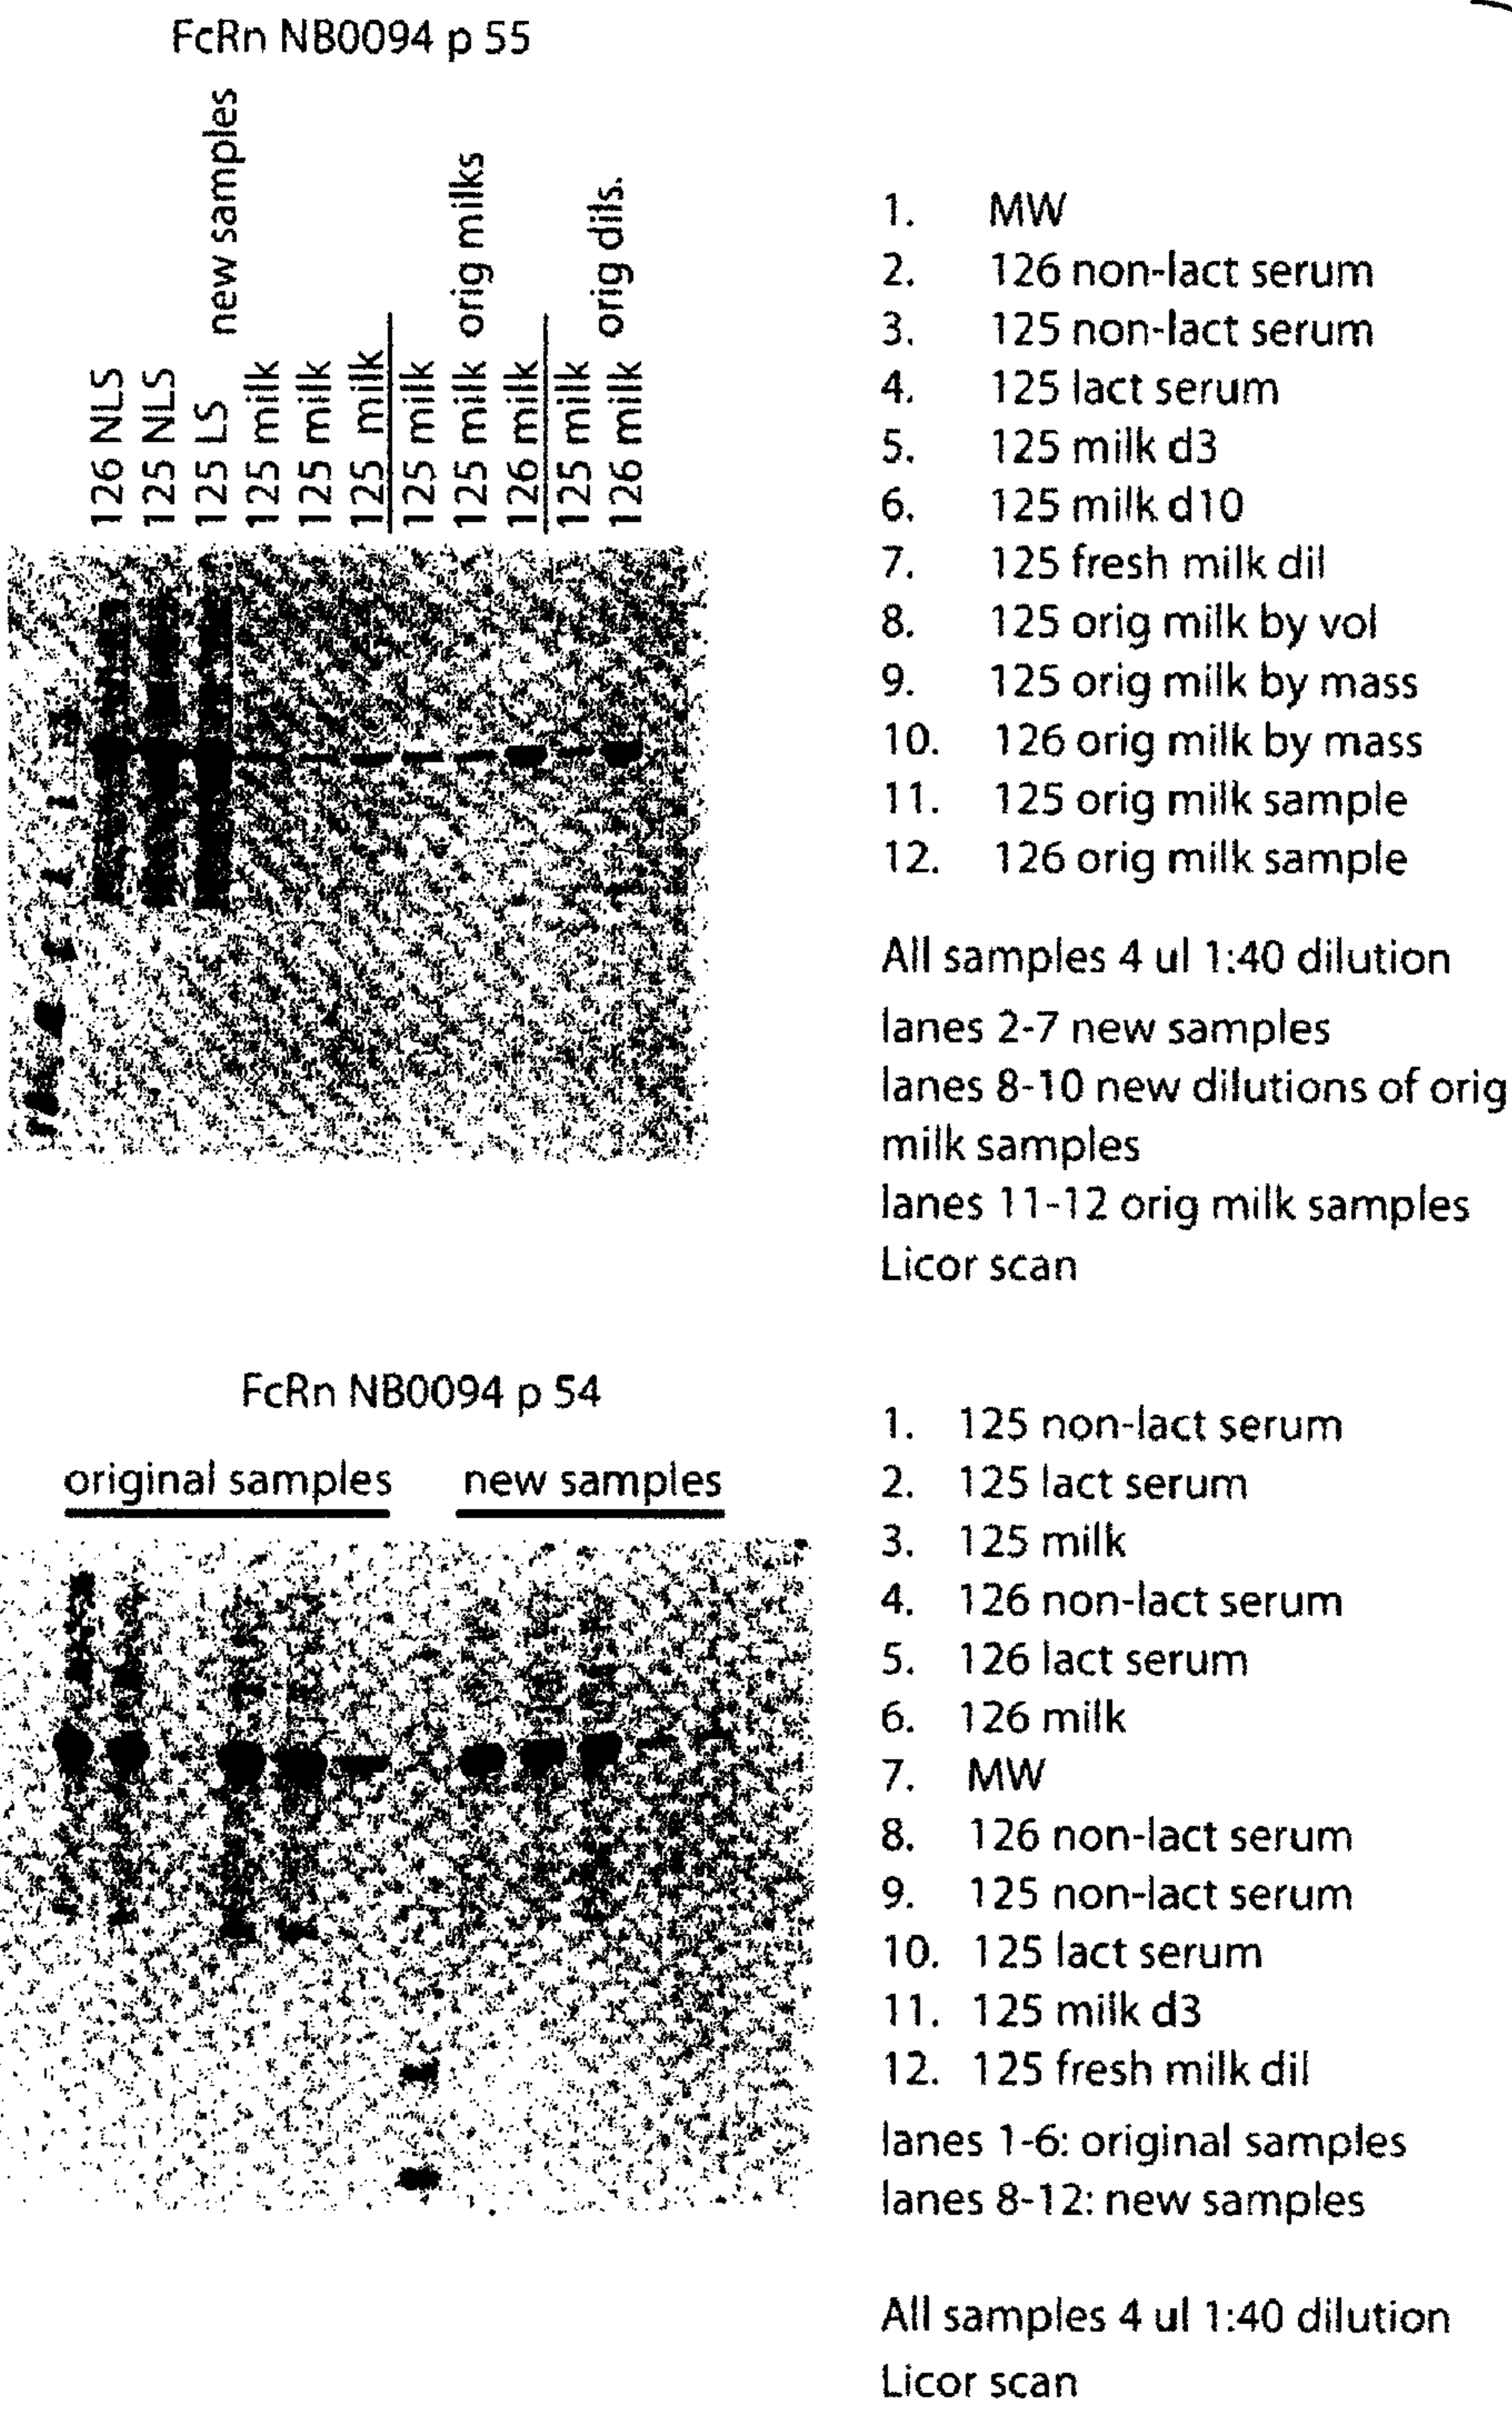 FcRn NB0094 p 55
new samples
orig milks
orig dils.
126 NLS
125 NLS
125 LS
125 milk
125 milk
125 milk
125 milk
125 milk
126 milk
125 milk
126 milk
1. MW
2. 126 non-lact serum
3. 125 non-lact serum
4. 125 lact serum
5. 125 milk d3
6. 125 milk d10
7. 125 fresh milk dil
8. 125 orig milk by vol
9. 125 orig milk by mass
10. 126 orig milk by mass
11. 125 orig milk sample
12. 126 orig milk sample
All samples 4 ul 1:40 dilution
lanes 2-7 new samples
lanes 8-10 new dilutions of orig
milk samples
lanes 11-12 orig milk samples
Licor scan
FcRn NB0094 p 54
original samples new samples
1. 125 non-lact serum
2. 125 lact serum
3. 125 milk
4. 126 non-lact serum
5. 126 lact serum
6. 126 milk
7. MW
8. 126 non-lact serum
9. 125 non-lact serum
10. 125 lact serum
11. 125 milk d3
12. 125 fresh milk dil
lanes 1-6: original samples
lanes 8-12: new samples
All samples 4 ul 1:40 dilution
Licor scan